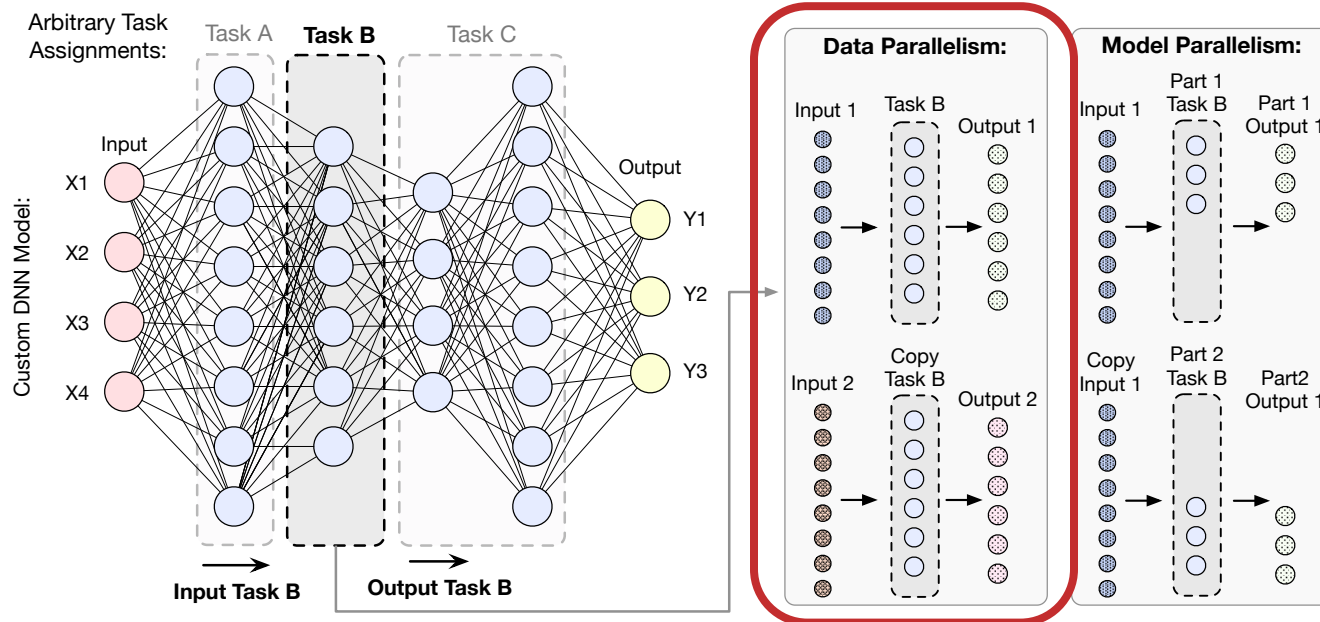 Arbitrary Task
Assignments:
Task A
Task B
Task C
Custom DNN Model:
Input
X1
X2
X3
X4
Output
Y1
Y2
Y3
Input Task B
Output Task B
Data Parallelism:
Input 1
Task B
Output 1
Input 2
Copy
Task B
Output 2
Model Parallelism:
Input 1
Part 1
Task B
Part 1
Output 1
Copy
Input 1
Part 2
Task B
Part2
Output 1